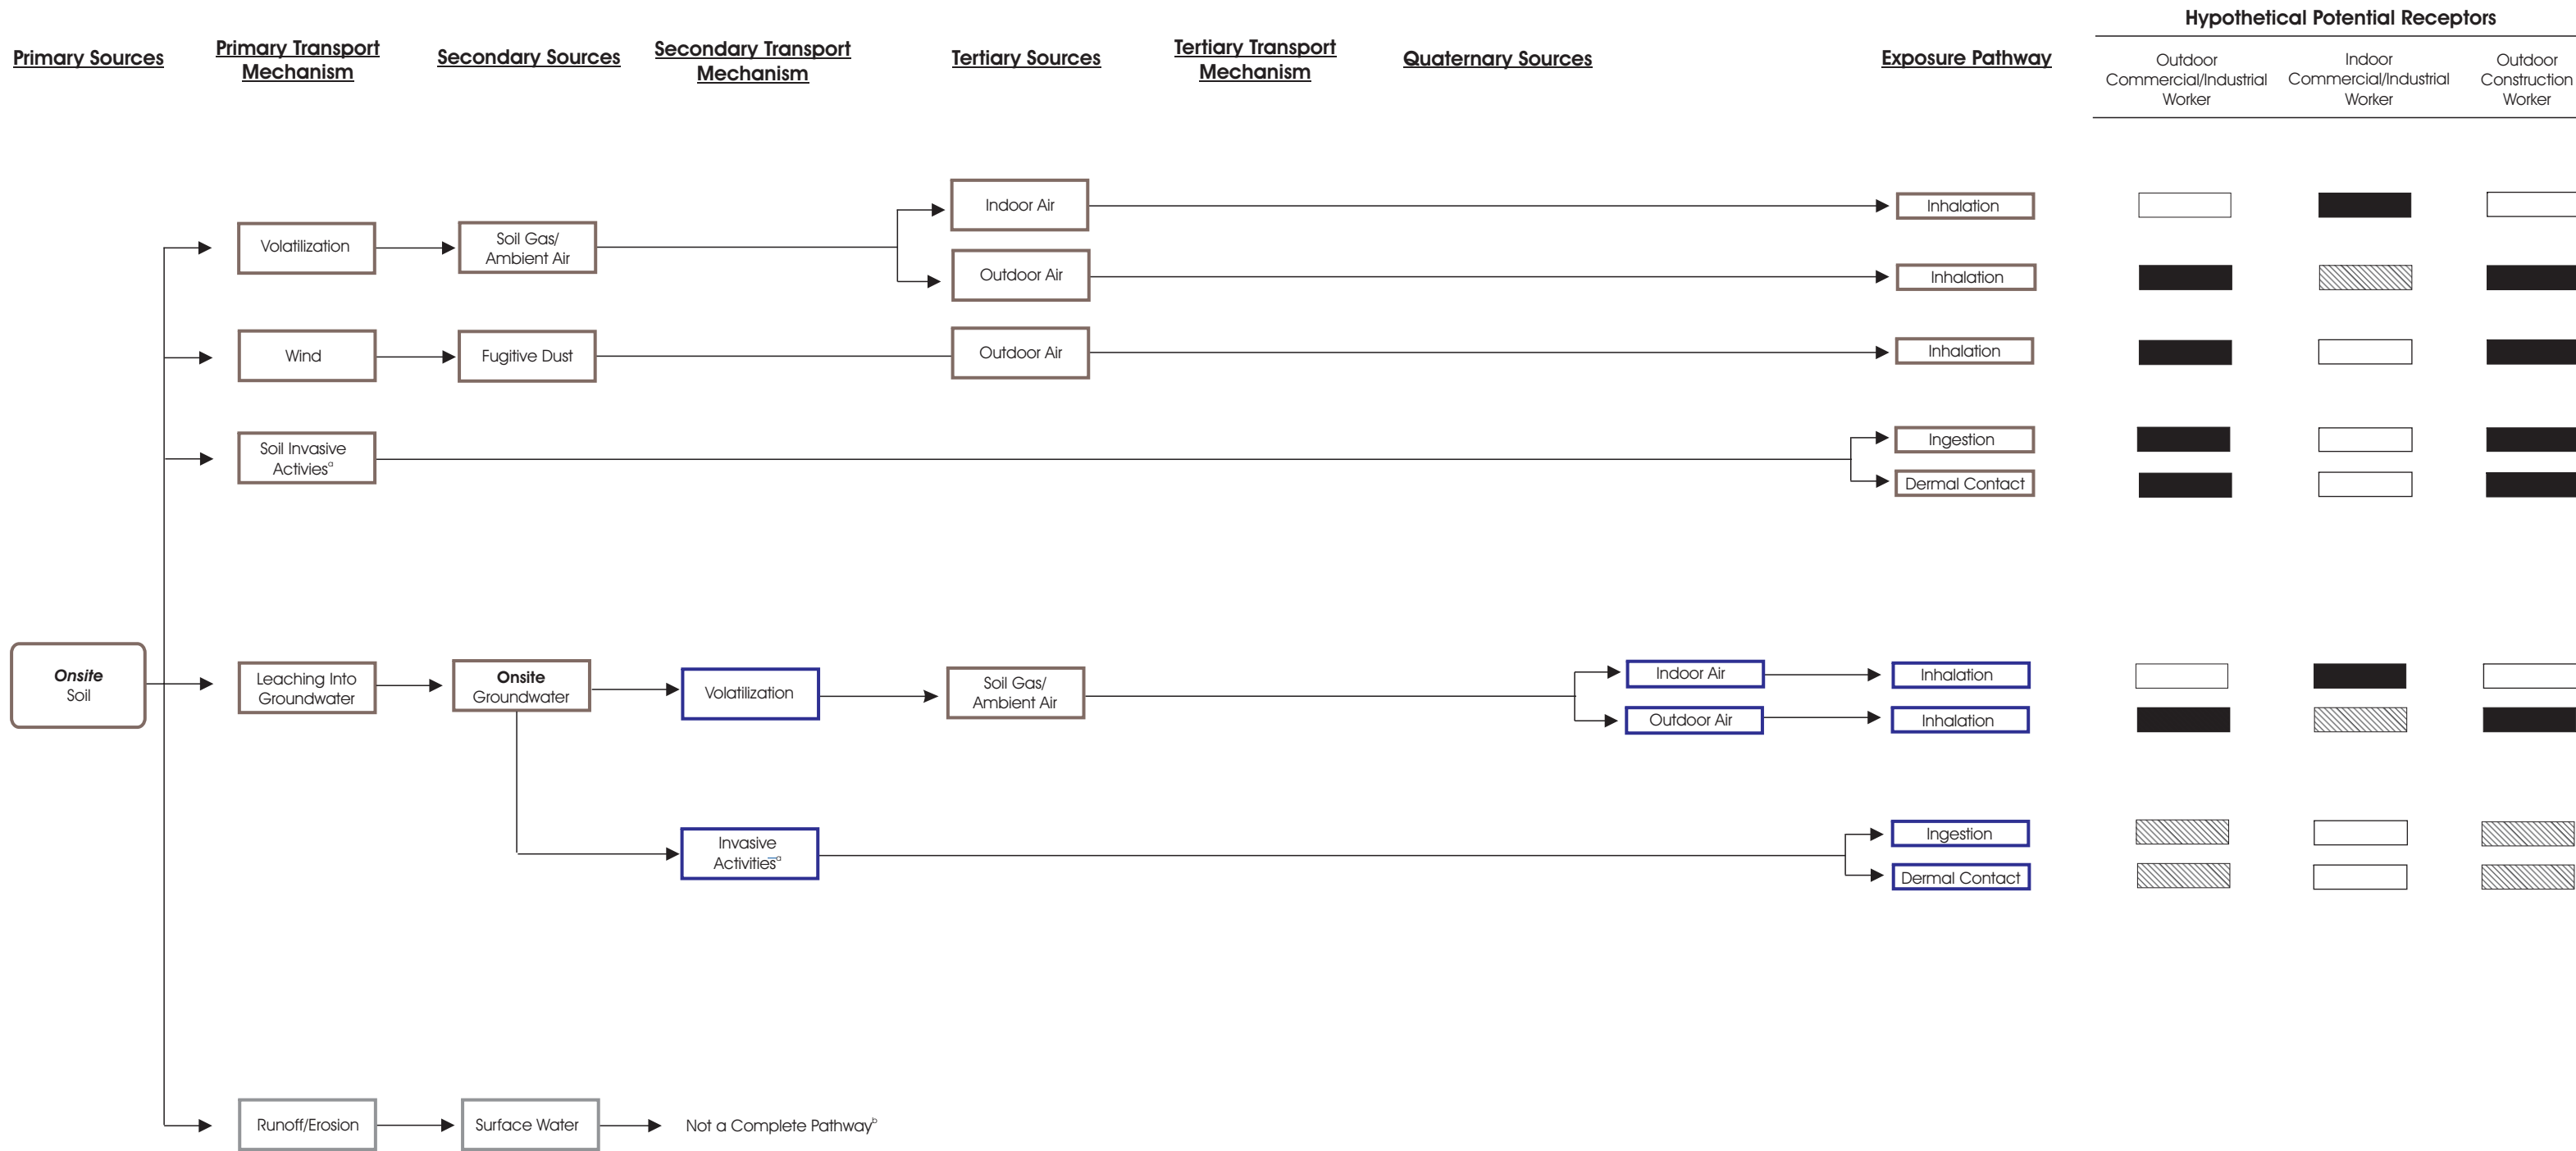 Hypothetical Potential Receptors
Primary Sources
Primary Transport
Mechanism
Secondary Sources
Secondary Transport
Mechanism
Tertiary Sources
Tertiary Transport
Mechanism
Quaternary Sources
Exposure Pathway
Outdoor
Commercial/Industrial
Worker
Indoor
Commercial/Industrial
Worker
Outdoor
Construction
Worker
Indoor Air
Inhalation
Volatilization
Soil Gas/
Ambient Air
Outdoor Air
Inhalation
Wind
Fugitive Dust
Outdoor Air
Inhalation
Soil Invasive
Activiesa
Ingestion
Dermal Contact
Onsite
Soil
Leaching Into
Groundwater
Onsite
Groundwater
Volatilization
Soil Gas/
Ambient Air
Indoor Air
Inhalation
Outdoor Air
Inhalation
Invasive
Activitiesa
Ingestion
Dermal Contact
Runoff/Erosion
Surface Water
Not a Complete Pathwayb